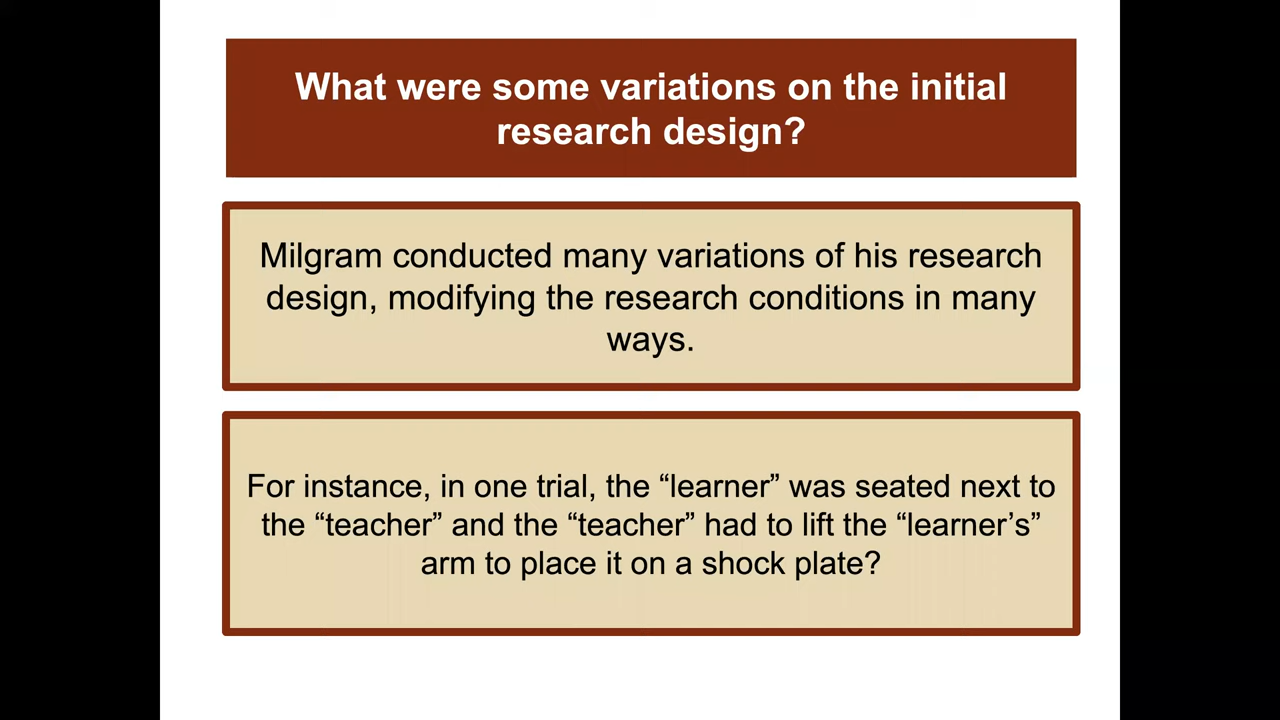 What were some variations on the initial
research design?
Milgram conducted many variations of his research
design, modifying the research conditions in many
ways.
For instance, in one trial, the “learner” was seated next to
the “teacher” and the “teacher” had to lift the “learner’s”
arm to place it on a shock plate?